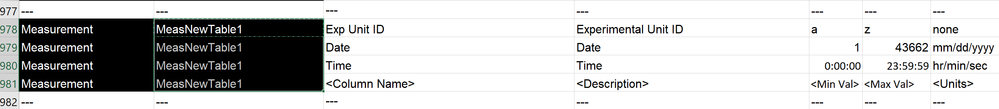 977 --- --- --- --- --- --- ---
978 Measurement MeasNewTable1 Exp Unit ID Experimental Unit ID a z none
979 Measurement MeasNewTable1 Date Date 1 43662 mm/dd/yyyy
980 Measurement MeasNewTable1 Time Time 0:00:00 23:59:59 hr/min/sec
981 Measurement MeasNewTable1 <Column Name> <Description> <Min Val> <Max Val> <Units>
982 --- --- --- --- --- --- ---